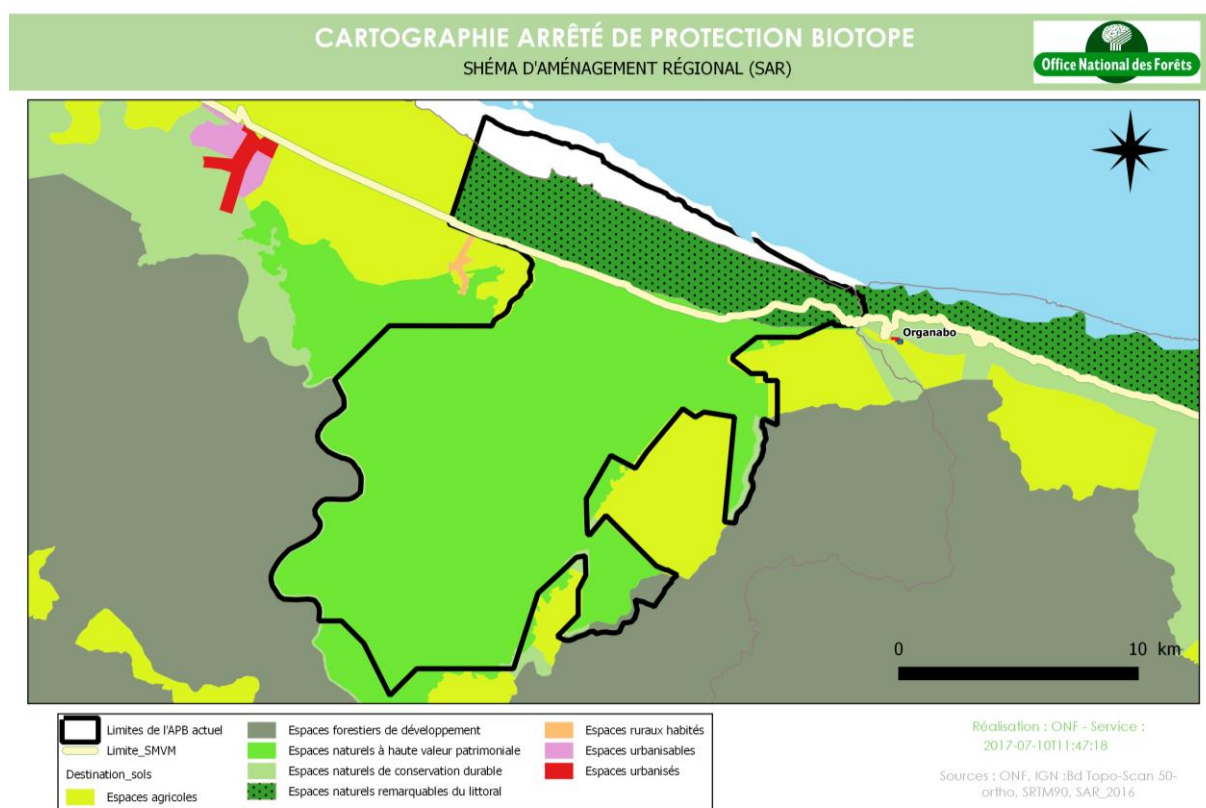 CARTOGRAPHIE ARRÊTÉ DE PROTECTION BIOTOPE
SHÉMA D'AMÉNAGEMENT RÉGIONAL (SAR)
Office National des Forêts
Organabo
0 10 km
Limites de l'APB actuel
Limite_SMVM
Destination_sols
Espaces agricoles
Espaces forestiers de développement
Espaces naturels à haute valeur patrimoniale
Espaces naturels de conservation durable
Espaces naturels remarquables du littoral
Espaces ruraux habités
Espaces urbanisables
Espaces urbanisés
Réalisation : ONF - Service :
2017-07-10T11:47:18
Sources : ONF, IGN :Bd Topo-Scan 50-
ortho, SRTM90, SAR_2016